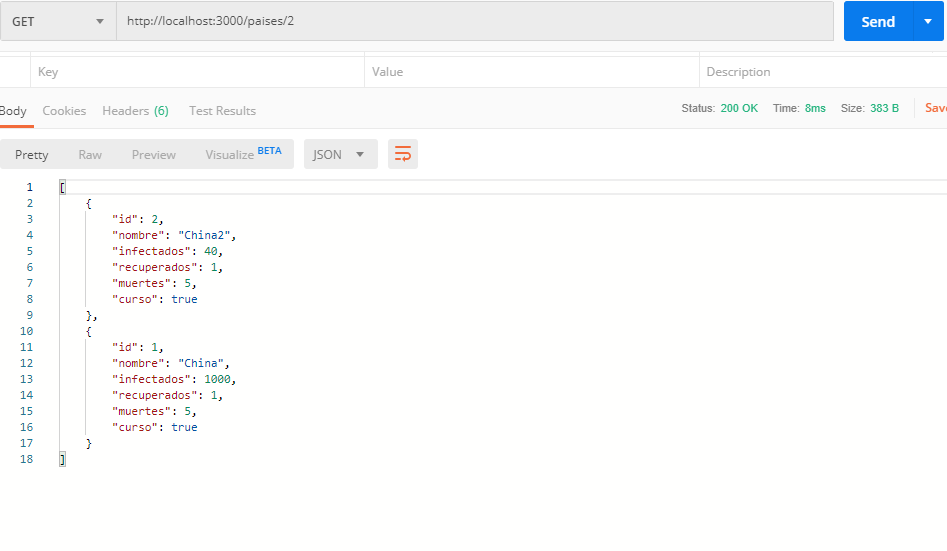 GET http://localhost:3000/paises/2 Send
Key Value Description
Body Cookies Headers (6) Test Results Status: 200 OK Time: 8ms Size: 383 B
Pretty Raw Preview Visualize BETA JSON
1 [
2 {
3 "id": 2,
4 "nombre": "China2",
5 "infectados": 40,
6 "recuperados": 1,
7 "muertes": 5,
8 "curso": true
9 },
10 {
11 "id": 1,
12 "nombre": "China",
13 "infectados": 1000,
14 "recuperados": 1,
15 "muertes": 5,
16 "curso": true
17 }
18 ]